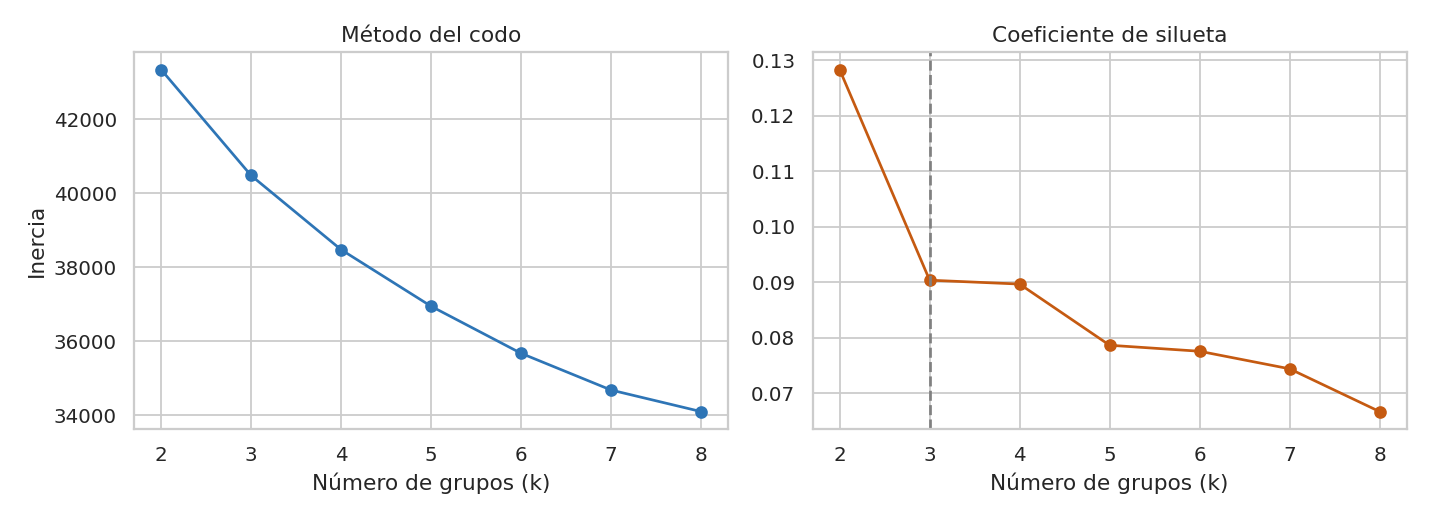 Método del codo
42000
40000
38000
36000
34000
Inercia
2 3 4 5 6 7 8
Número de grupos (k)
Coeficiente de silueta
0.13
0.12
0.11
0.10
0.09
0.08
0.07
2 3 4 5 6 7 8
Número de grupos (k)